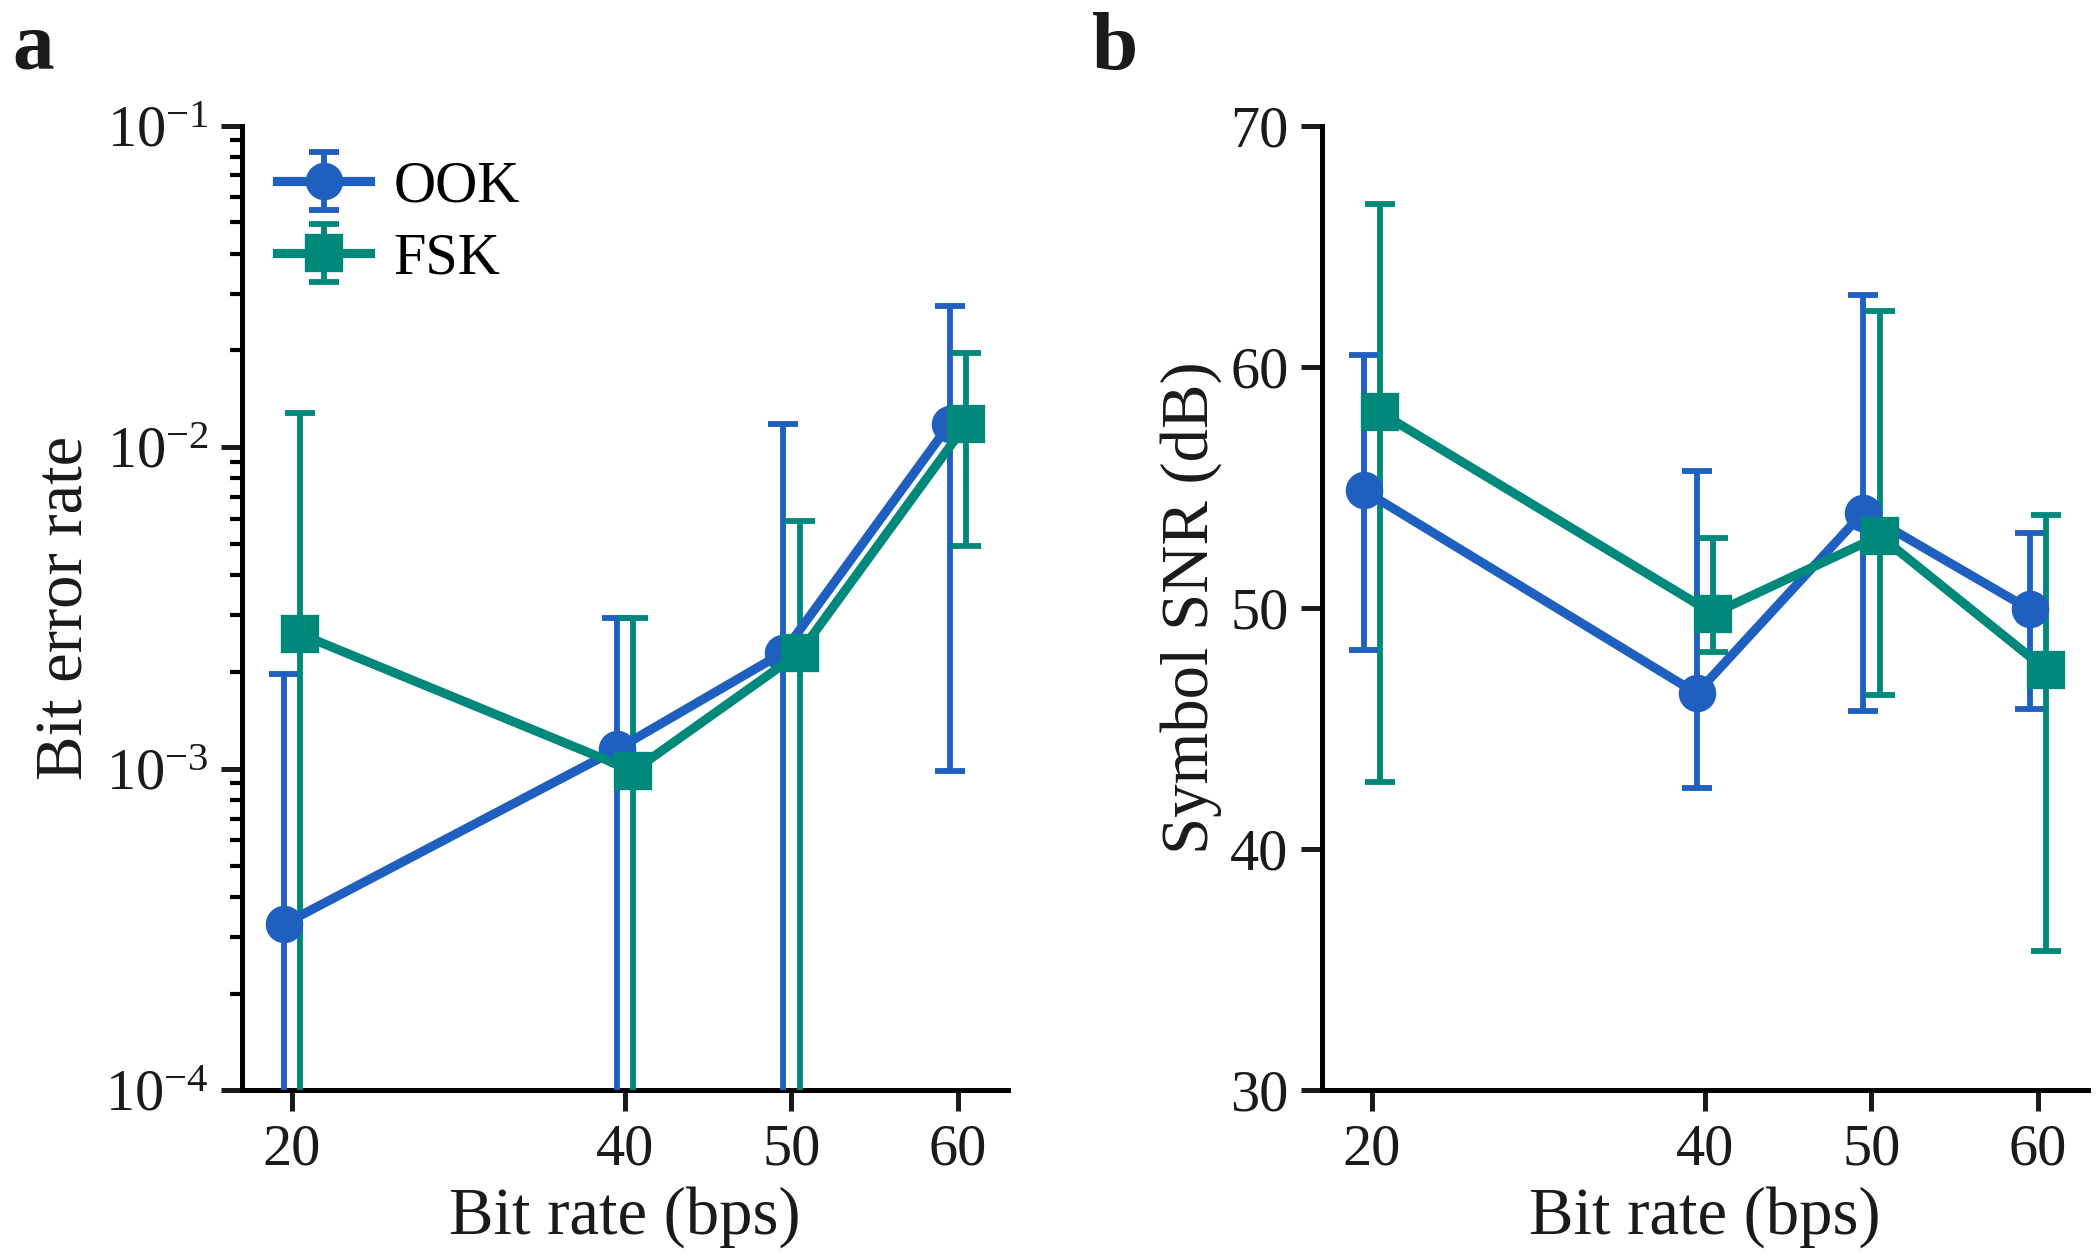 a
10⁻¹
10⁻²
10⁻³
10⁻⁴
Bit error rate
OOK
FSK
20 40 50 60
Bit rate (bps)
b
70
60
50
40
30
Symbol SNR (dB)
20 40 50 60
Bit rate (bps)